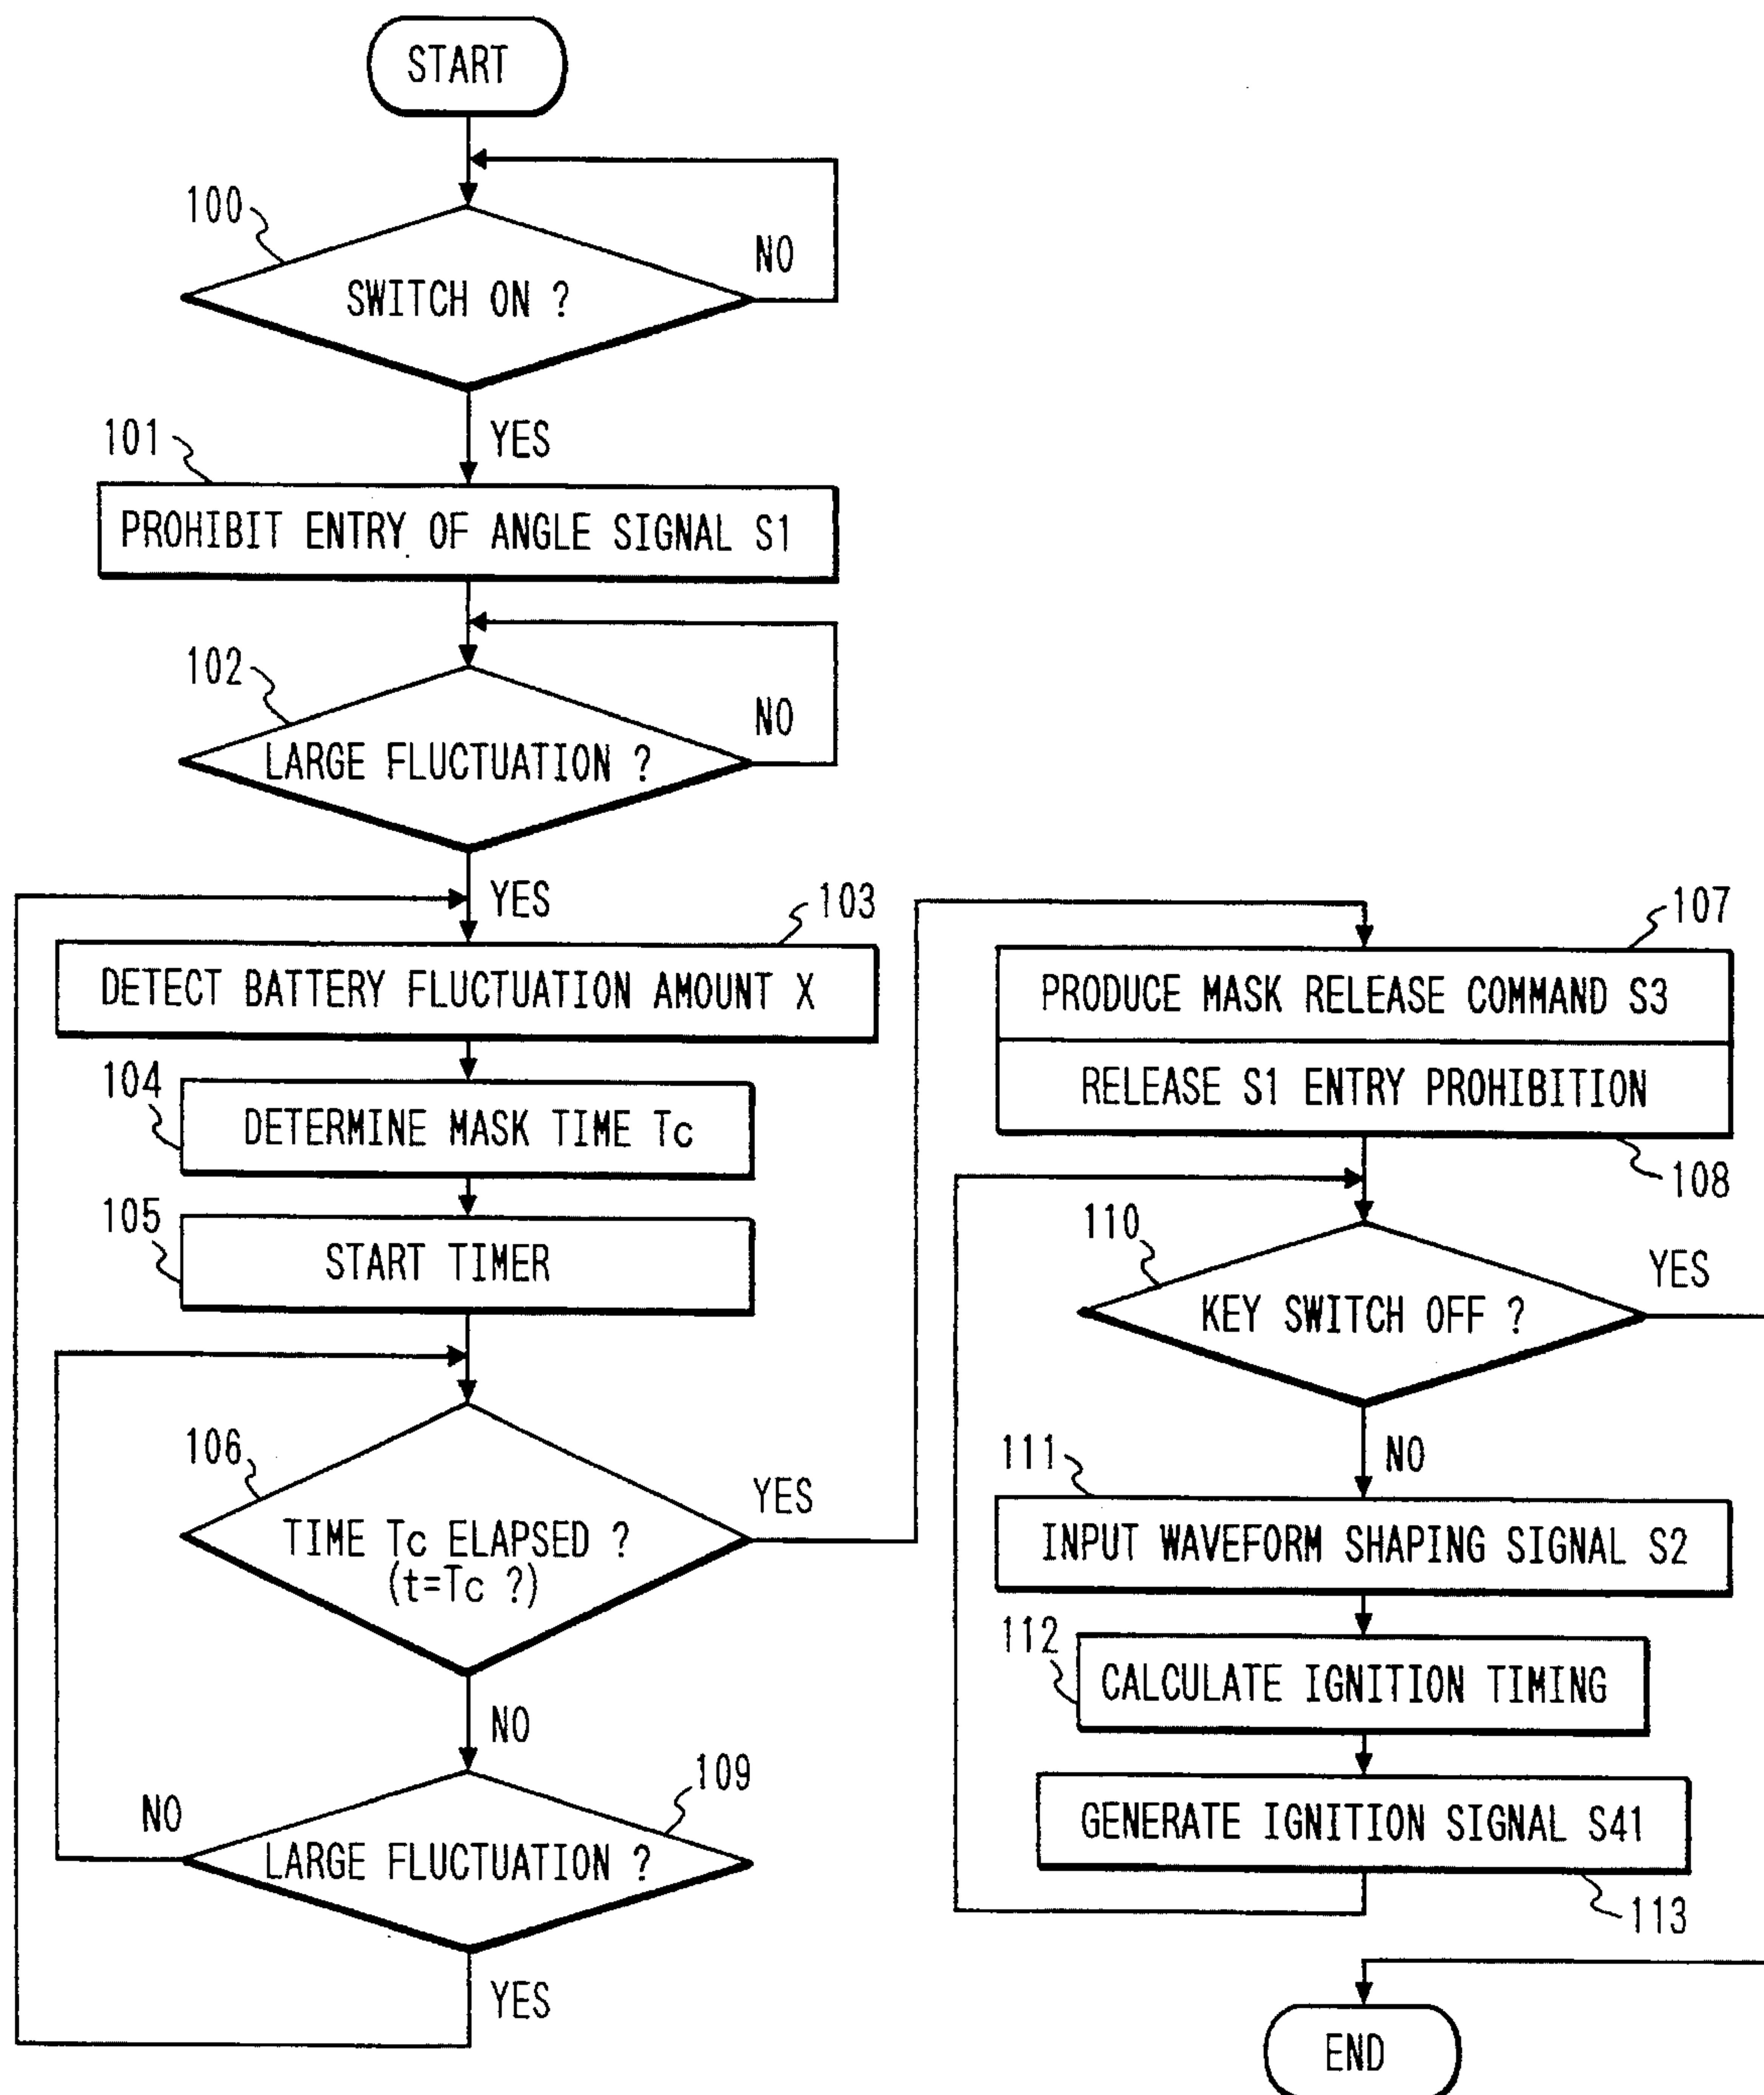 START
100
NO
SWITCH ON ?
YES
101
PROHIBIT ENTRY OF ANGLE SIGNAL S1
102
NO
LARGE FLUCTUATION ?
YES
103
DETECT BATTERY FLUCTUATION AMOUNT X
104
DETERMINE MASK TIME Tc
105
START TIMER
106
YES
TIME Tc ELAPSED ?
(t=Tc ?)
NO
109
NO
LARGE FLUCTUATION ?
YES
107
PRODUCE MASK RELEASE COMMAND S3
RELEASE S1 ENTRY PROHIBITION
108
110
YES
KEY SWITCH OFF ?
NO
111
INPUT WAVEFORM SHAPING SIGNAL S2
112
CALCULATE IGNITION TIMING
GENERATE IGNITION SIGNAL S41
113
END